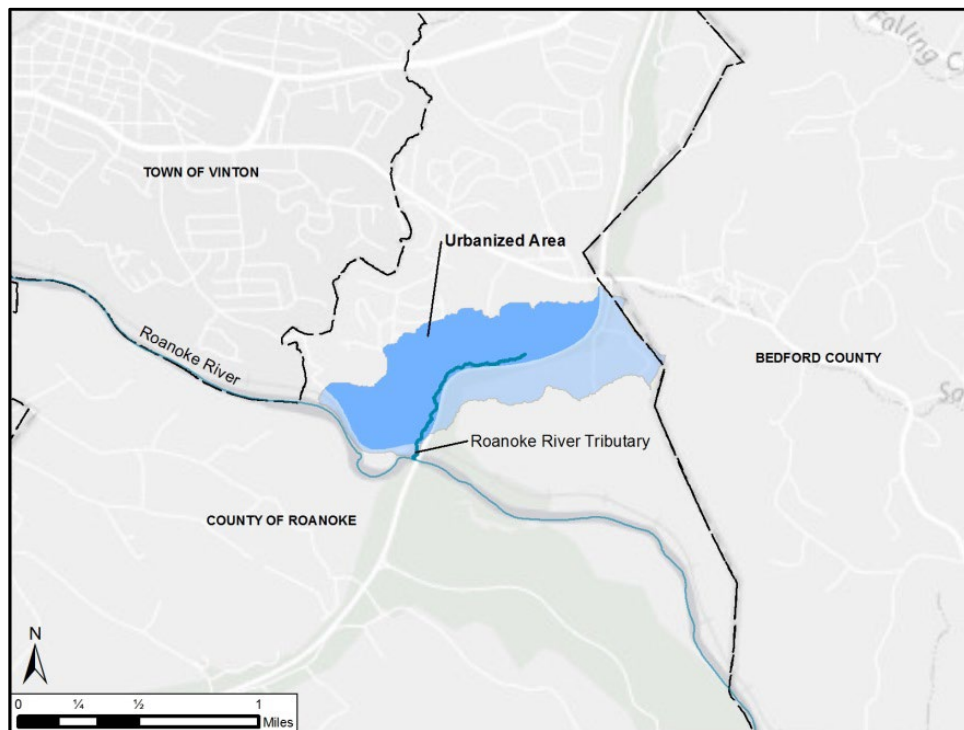 Falling C
TOWN OF VINTON
Urbanized Area
Roanoke River
BEDFORD COUNTY
Roanoke River Tributary
COUNTY OF ROANOKE
N
0 ¼ ½ 1
Miles